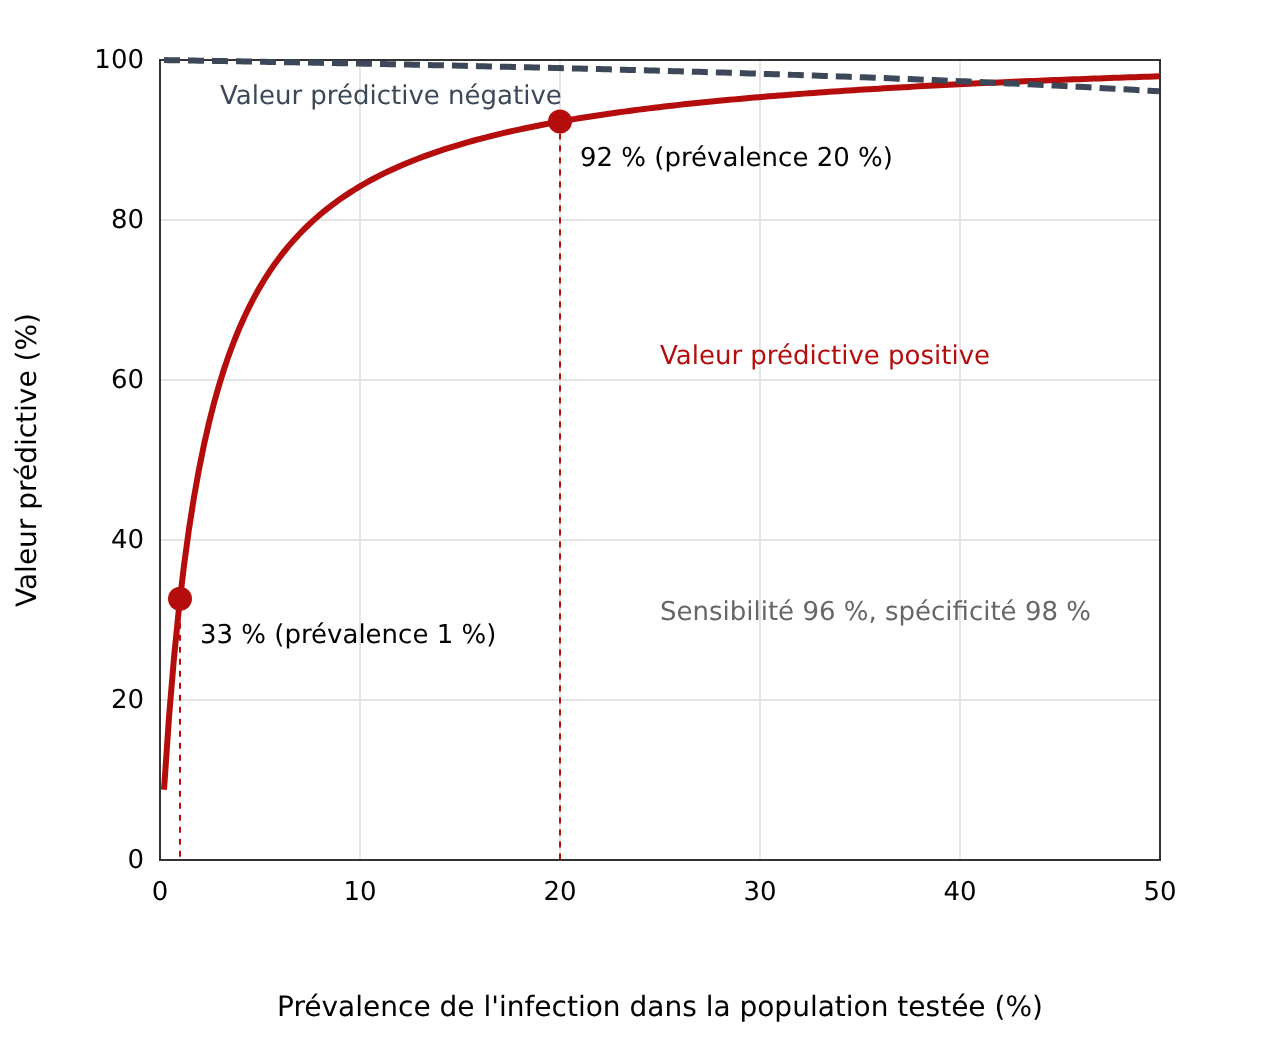 100
Valeur prédictive négative
92 % (prévalence 20 %)
80
Valeur prédictive positive
60
Valeur prédictive (%)
40
Sensibilité 96 %, spécificité 98 %
33 % (prévalence 1 %)
20
0
0 10 20 30 40 50
Prévalence de l'infection dans la population testée (%)